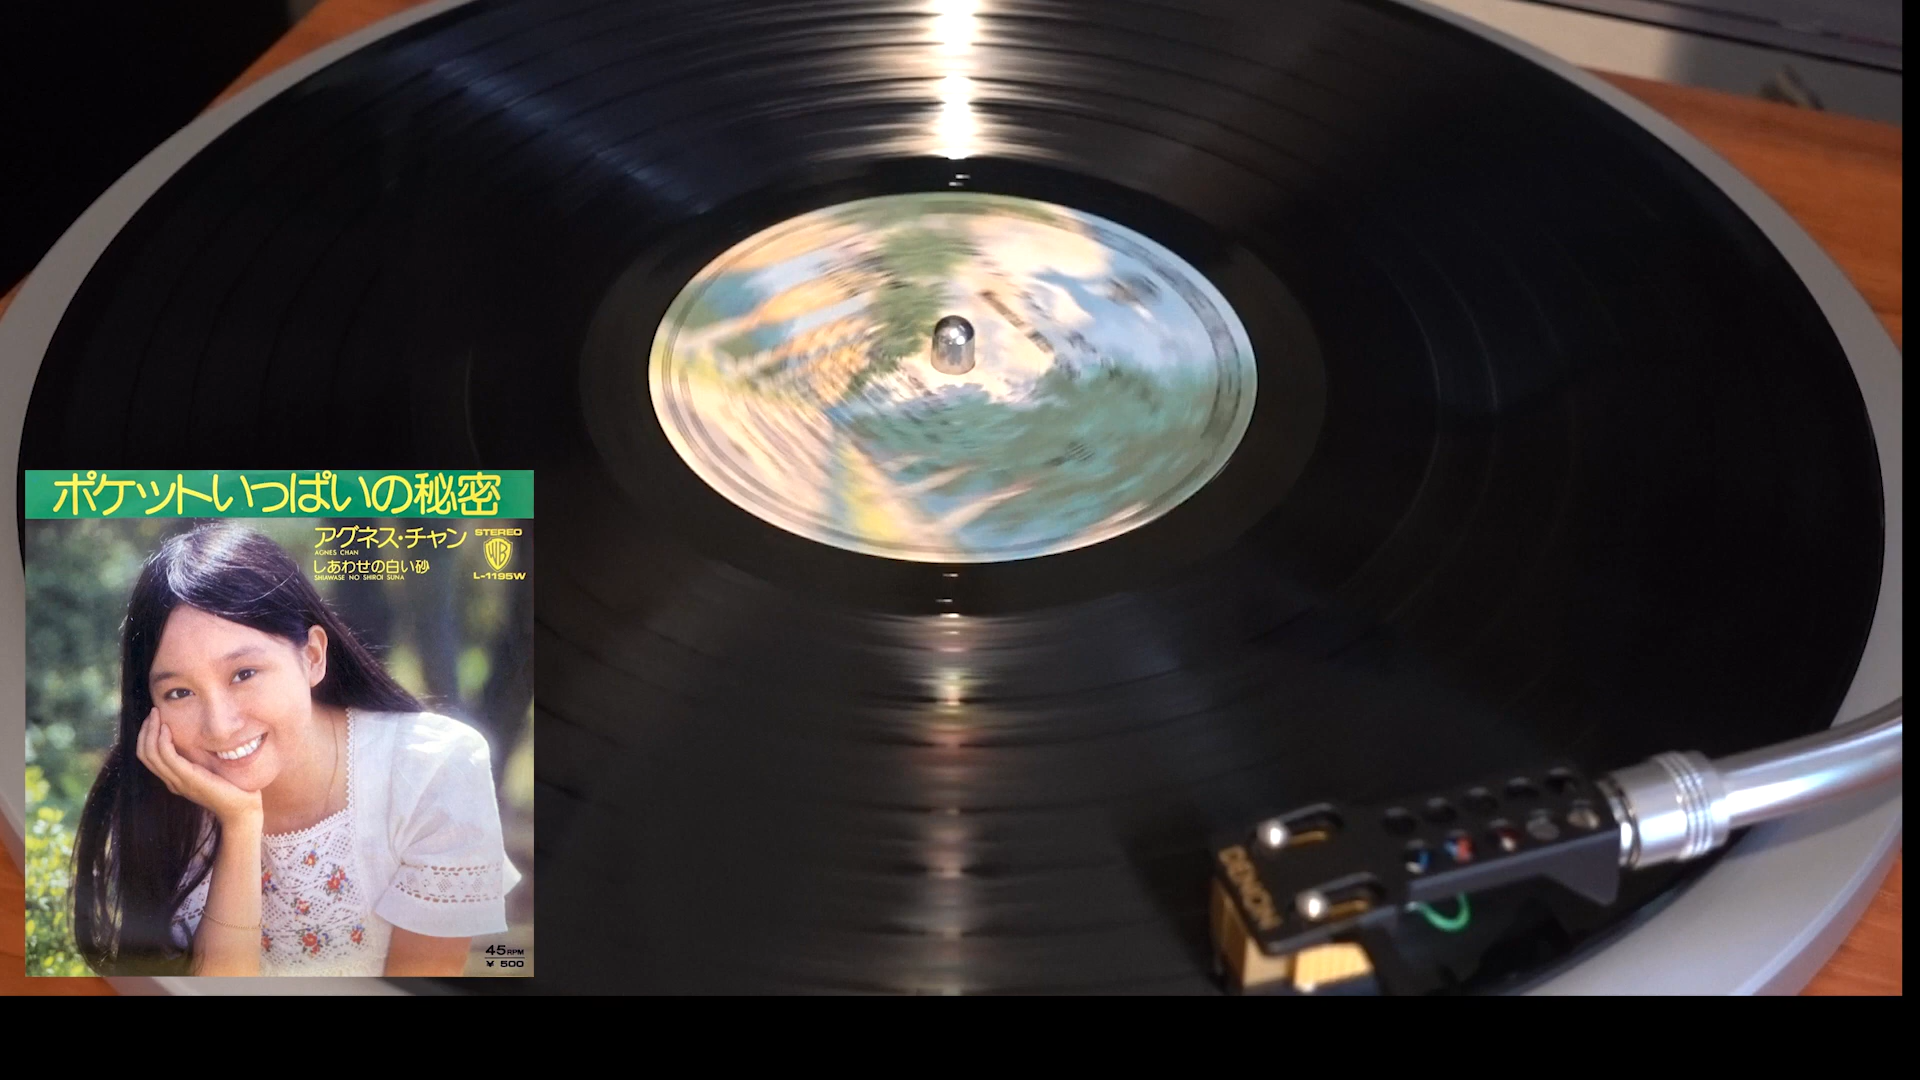 ポケットいっぱいの秘密
アグネス・チャン
AGNES CHAN
しあわせの白い砂
SHIAWASE NO SHIROI SUNA
STEREO
WB
L-1195W
45RPM
¥ 500
DENON